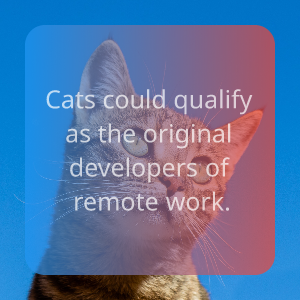 Cats could qualify
as the original
developers of
remote work.